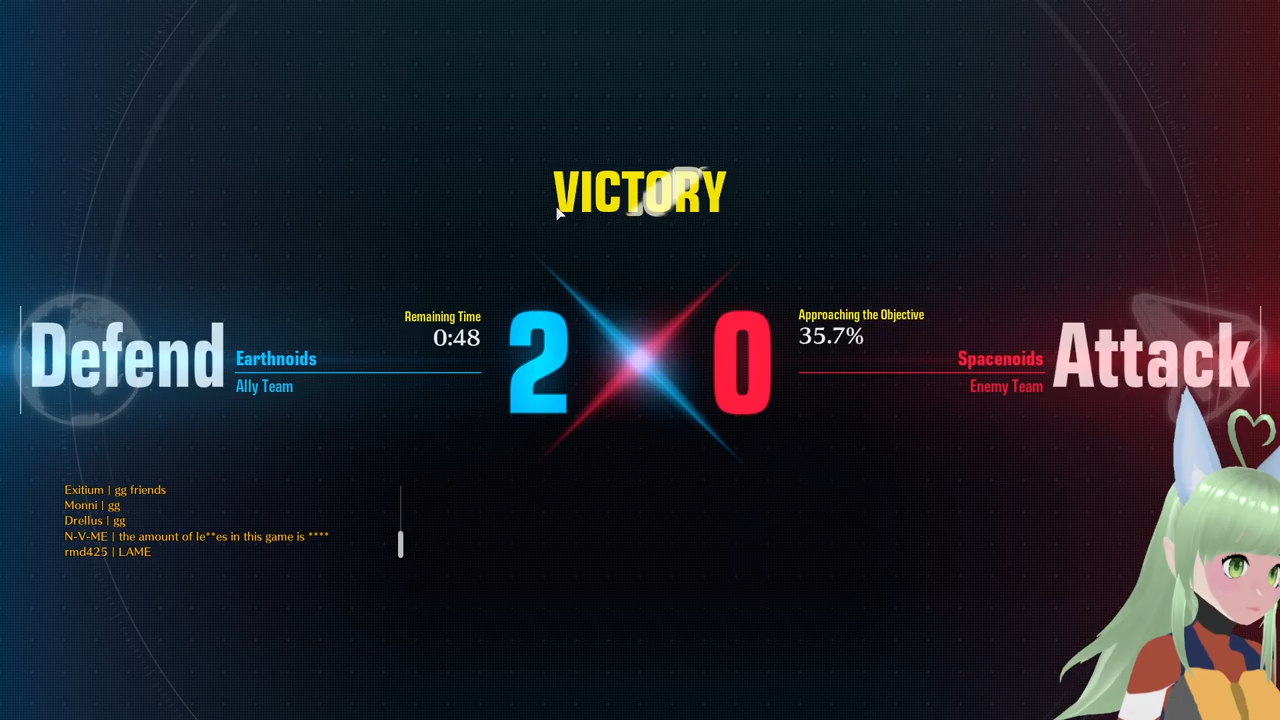 VICTORY
Remaining Time
0:48
2
0
Approaching the Objective
35.7%
Defend
Earthnoids
Ally Team
Spacenoids
Enemy Team
Attack
Exitium | gg friends
Monni | gg
Drellus | gg
N-V-ME | the amount of le**es in this game is ****
rmd425 | LAME